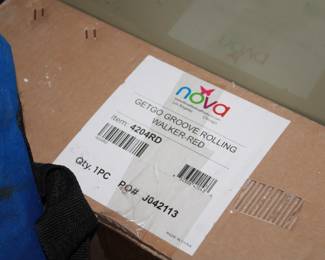 nova
GETGO GROOVE ROLLING
WALKER-RED
Item: 4204RD
Qty. 1PC
PO# J042113